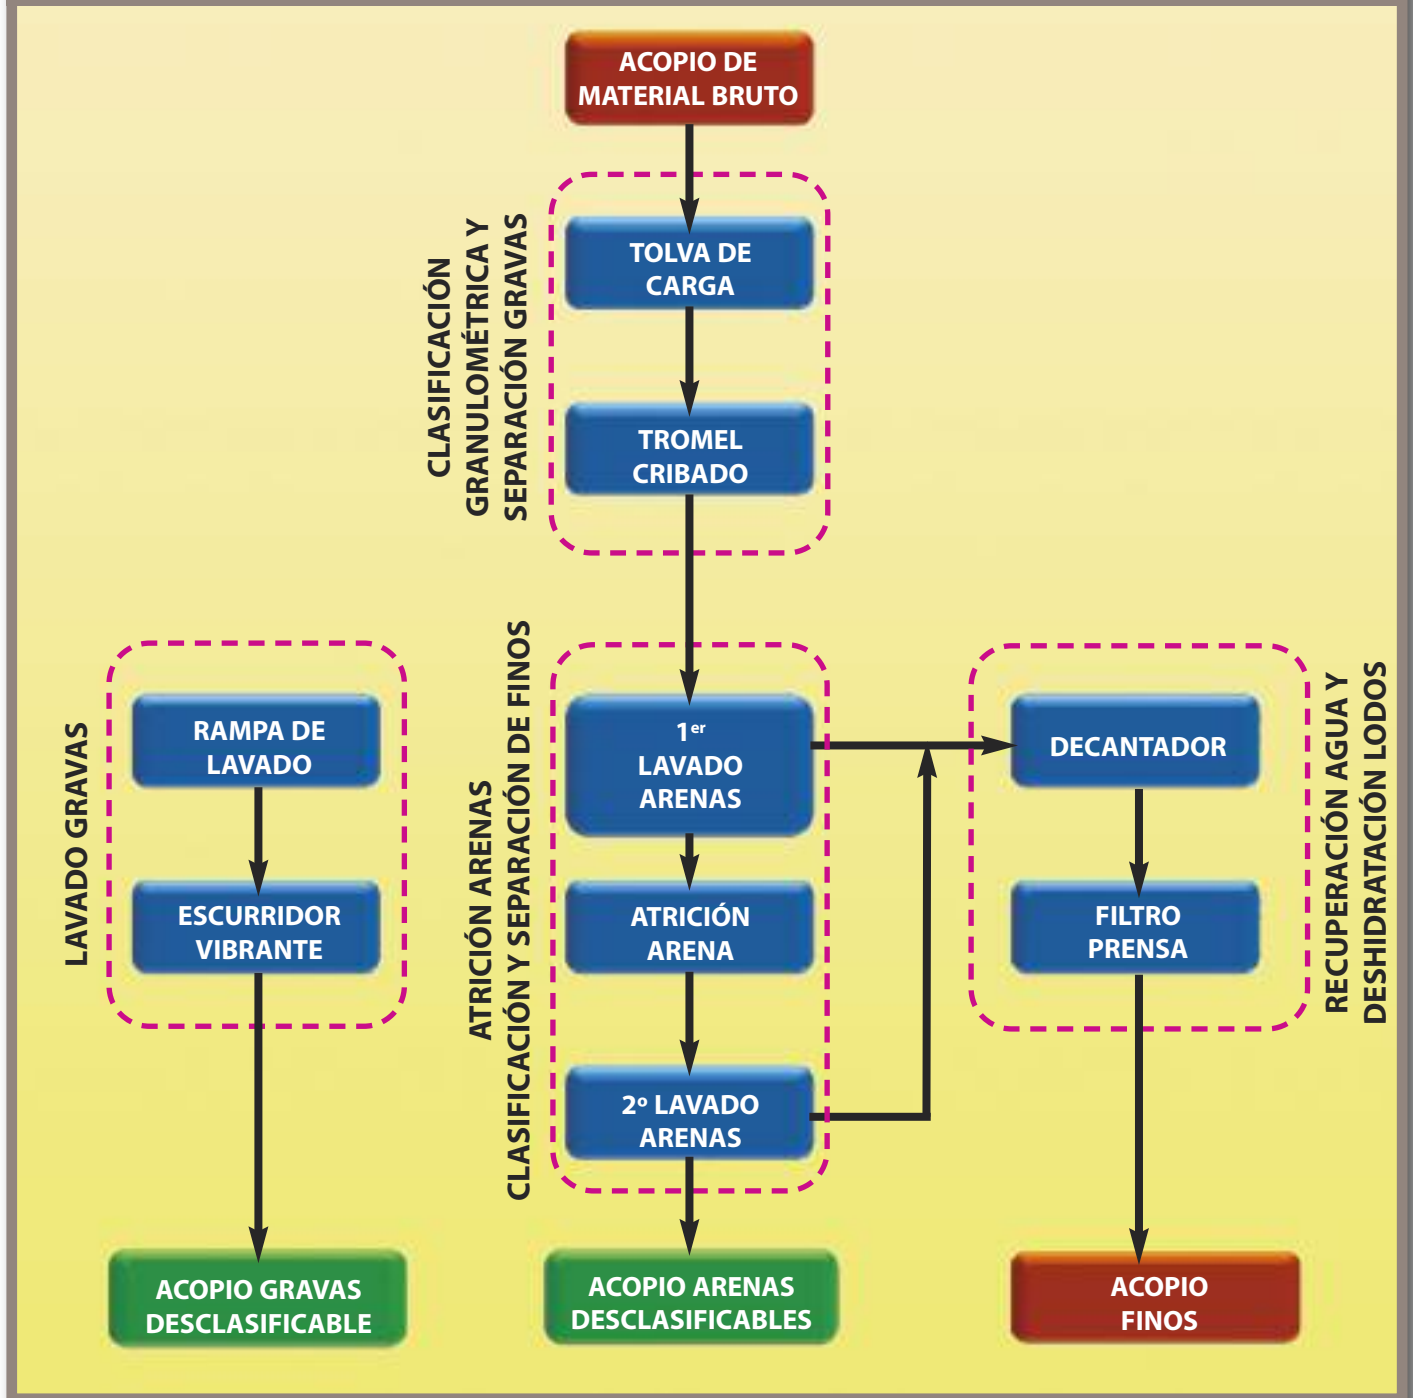 ACOPIO DE
MATERIAL BRUTO
CLASIFICACIÓN
GRANULOMÉTRICA Y
SEPARACIÓN GRAVAS
TOLVA DE
CARGA
TROMEL
CRIBADO
LAVADO GRAVAS
RAMPA DE
LAVADO
ESCURRIDOR
VIBRANTE
ATRICIÓN ARENAS
CLASIFICACIÓN Y SEPARACIÓN DE FINOS
1er
LAVADO
ARENAS
ATRICIÓN
ARENA
2º LAVADO
ARENAS
DECANTADOR
FILTRO
PRENSA
RECUPERACIÓN AGUA Y
DESHIDRATACIÓN LODOS
ACOPIO GRAVAS
DESCLASIFICABLE
ACOPIO ARENAS
DESCLASIFICABLES
ACOPIO
FINOS